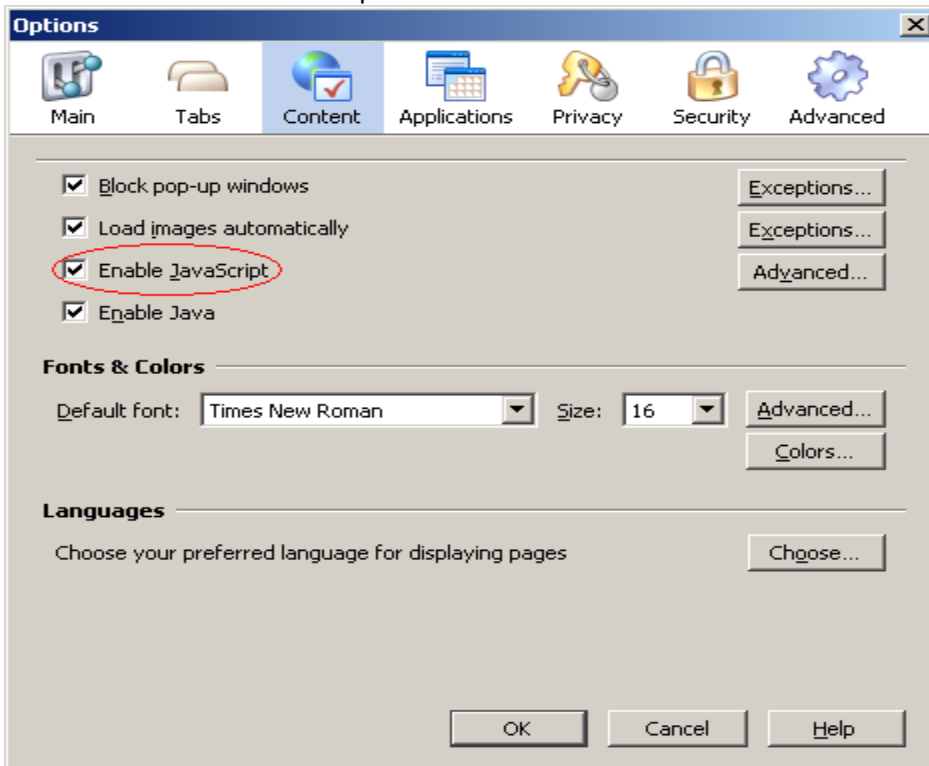 Options
Main Tabs Content Applications Privacy Security Advanced
Block pop-up windows Exceptions...
Load images automatically Exceptions...
Enable JavaScript Advanced...
Enable Java
Fonts & Colors
Default font: Times New Roman Size: 16 Advanced...
Colors...
Languages
Choose your preferred language for displaying pages Choose...
OK Cancel Help